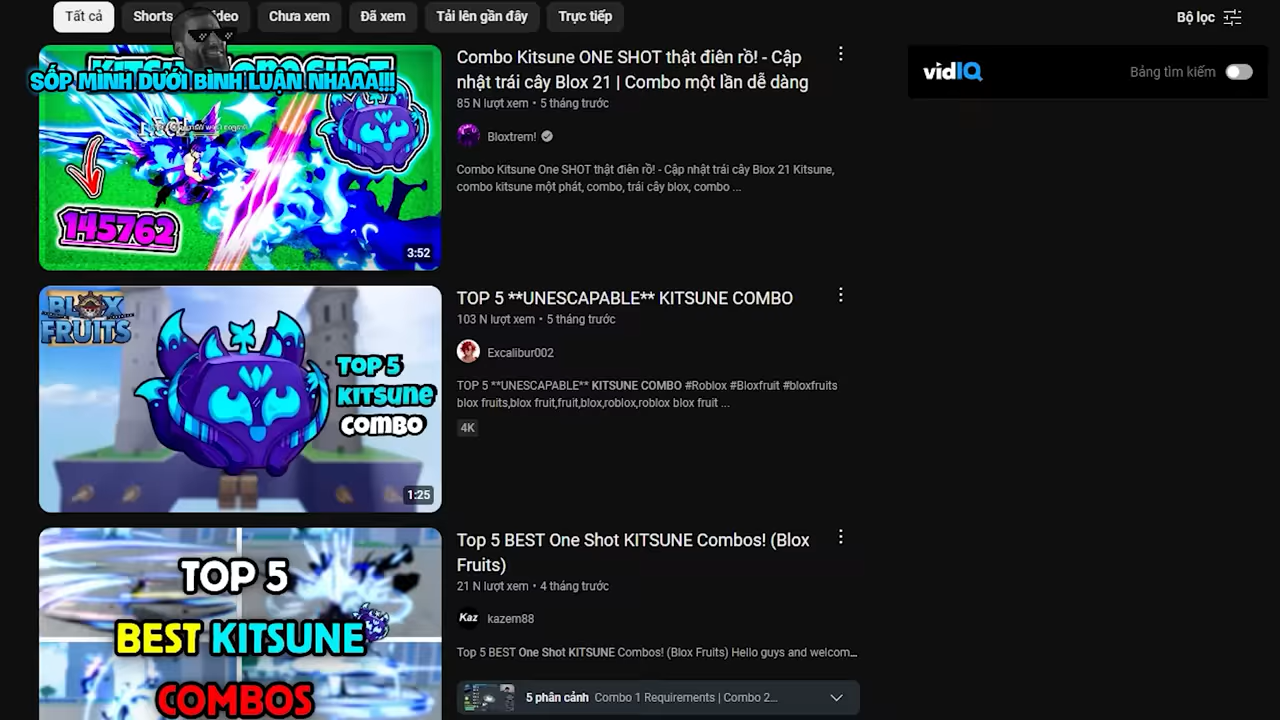 Tất cả
Shorts
Chưa xem
Đã xem
Tải lên gần đây
Trực tiếp
Bộ lọc
SỐP MÌNH DƯỚI BÌNH LUẬN NHAAA!!!
145762
3:52
Combo Kitsune ONE SHOT thật điên rồ! - Cập
nhật trái cây Blox 21 | Combo một lần dễ dàng
85 N lượt xem • 5 tháng trước
Bloxtrem!
Combo Kitsune One SHOT thật điên rồ! - Cập nhật trái cây Blox 21 Kitsune,
combo kitsune một phát, combo, trái cây blox, combo ...
vidIQ
Bảng tìm kiếm
BLOX
FRUITS
TOP 5
KITSUNE
COMBO
1:25
TOP 5 **UNESCAPABLE** KITSUNE COMBO
103 N lượt xem • 5 tháng trước
Excalibur002
TOP 5 **UNESCAPABLE** KITSUNE COMBO #Roblox #Bloxfruit #bloxfruits
blox fruits,blox fruit,fruit,blox,roblox,roblox blox fruit ...
4K
TOP 5
BEST KITSUNE
COMBOS
Top 5 BEST One Shot KITSUNE Combos! (Blox
Fruits)
21 N lượt xem • 4 tháng trước
Kaz
kazem88
Top 5 BEST One Shot KITSUNE Combos! (Blox Fruits) Hello guys and welcom...
5 phân cảnh Combo 1 Requirements | Combo 2...